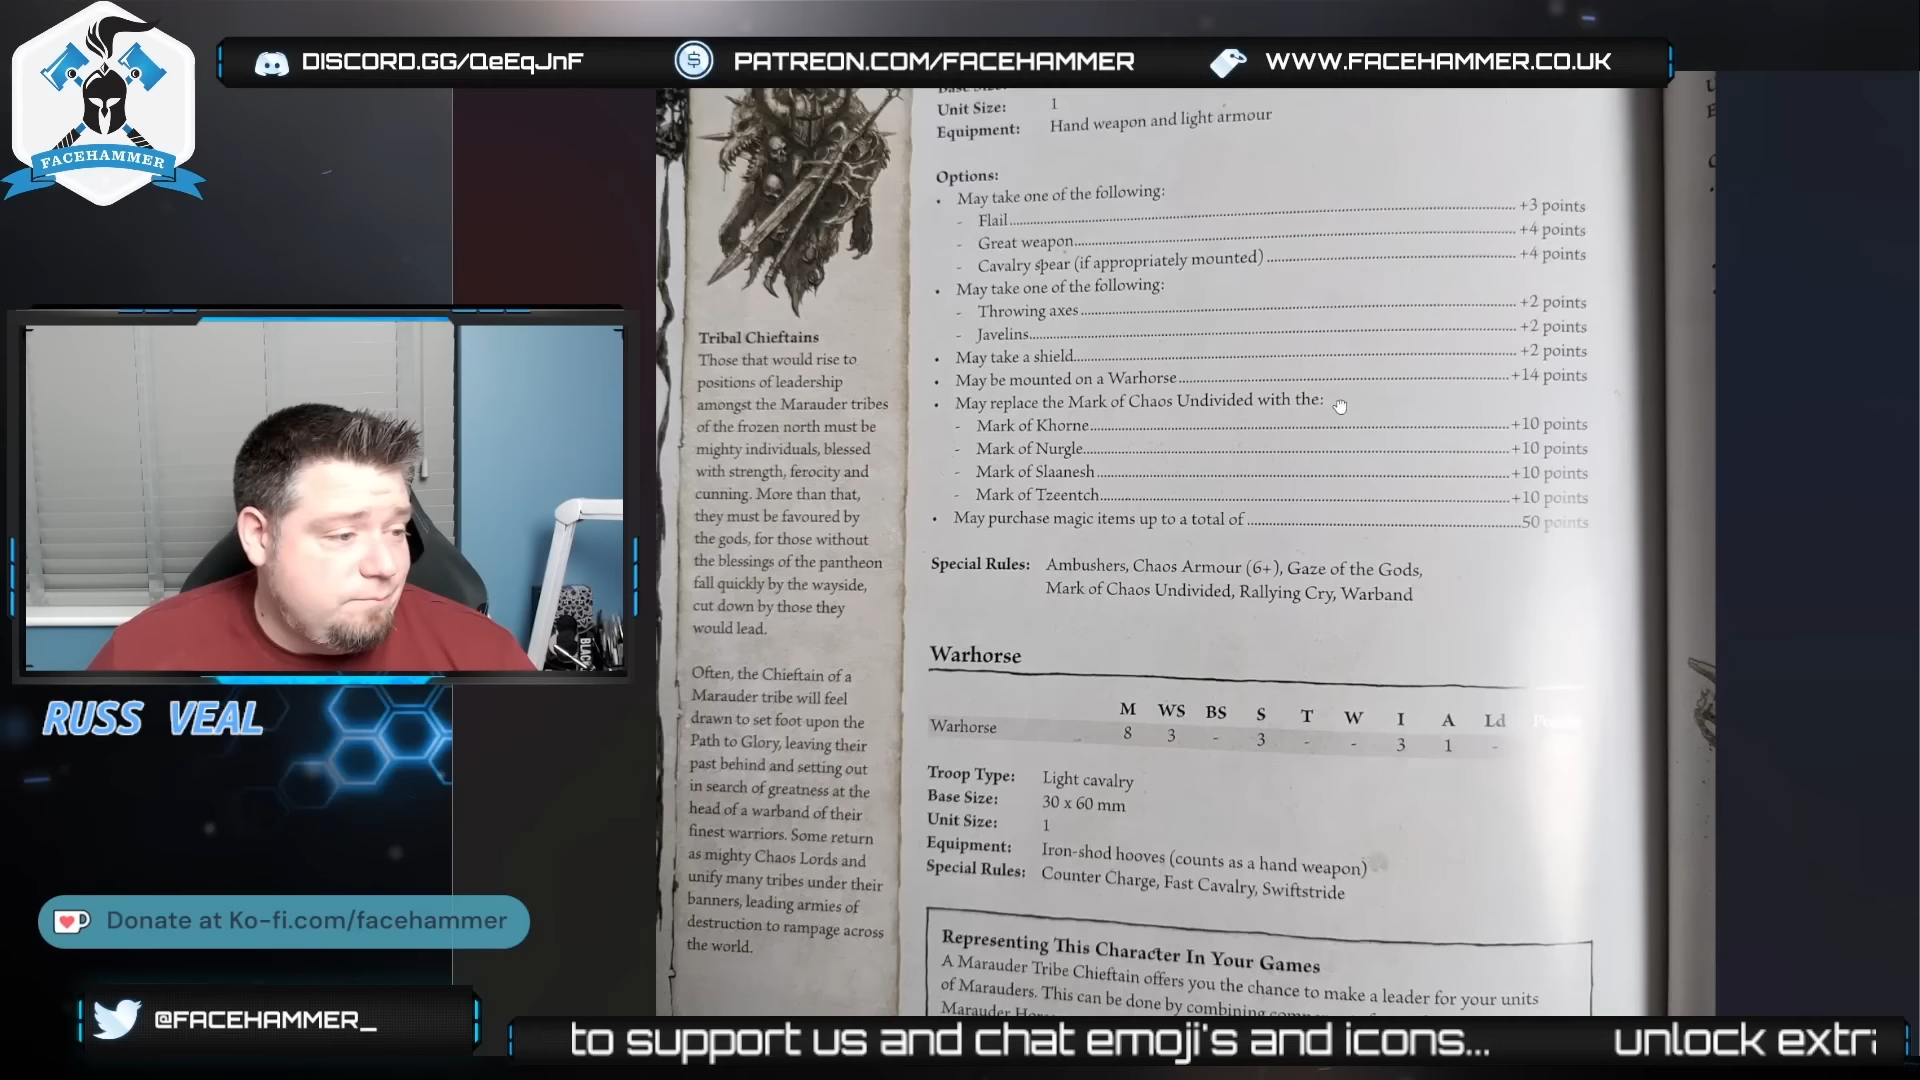 DISCORD.GG/QeEqJnF
PATREON.COM/FACEHAMMER
WWW.FACEHAMMER.CO.UK
FACEHAMMER
Unit Size: 1
Equipment: Hand weapon and light armour
Options:
• May take one of the following:
- Flail +3 points
- Great weapon +4 points
- Cavalry spear (if appropriately mounted) +4 points
• May take one of the following:
- Throwing axes +2 points
- Javelins +2 points
• May take a shield +2 points
• May be mounted on a Warhorse +14 points
• May replace the Mark of Chaos Undivided with the:
- Mark of Khorne +10 points
- Mark of Nurgle +10 points
- Mark of Slaanesh +10 points
- Mark of Tzeentch +10 points
• May purchase magic items up to a total of 50 points
Special Rules: Ambushers, Chaos Armour (6+), Gaze of the Gods,
Mark of Chaos Undivided, Rallying Cry, Warband
Warhorse
M WS BS S T W I A Ld
Warhorse 8 3 - 3 - - 3 1 -
Troop Type: Light cavalry
Base Size: 30 x 60 mm
Unit Size: 1
Equipment: Iron-shod hooves (counts as a hand weapon)
Special Rules: Counter Charge, Fast Cavalry, Swiftstride
Representing This Character In Your Games
A Marauder Tribe Chieftain offers you the chance to make a leader for your units
of Marauders. This can be done by combining
Marauder
Tribal Chieftains
Those that would rise to
positions of leadership
amongst the Marauder tribes
of the frozen north must be
mighty individuals, blessed
with strength, ferocity and
cunning. More than that,
they must be favoured by
the gods, for those without
the blessings of the pantheon
fall quickly by the wayside,
cut down by those they
would lead.
Often, the Chieftain of a
Marauder tribe will feel
drawn to set foot upon the
Path to Glory, leaving their
past behind and setting out
in search of greatness at the
head of a warband of their
finest warriors. Some return
as mighty Chaos Lords and
unify many tribes under their
banners, leading armies of
destruction to rampage across
the world.
RUSS VEAL
Donate at Ko-fi.com/facehammer
@FACEHAMMER_
to support us and chat emoji's and icons... unlock extr